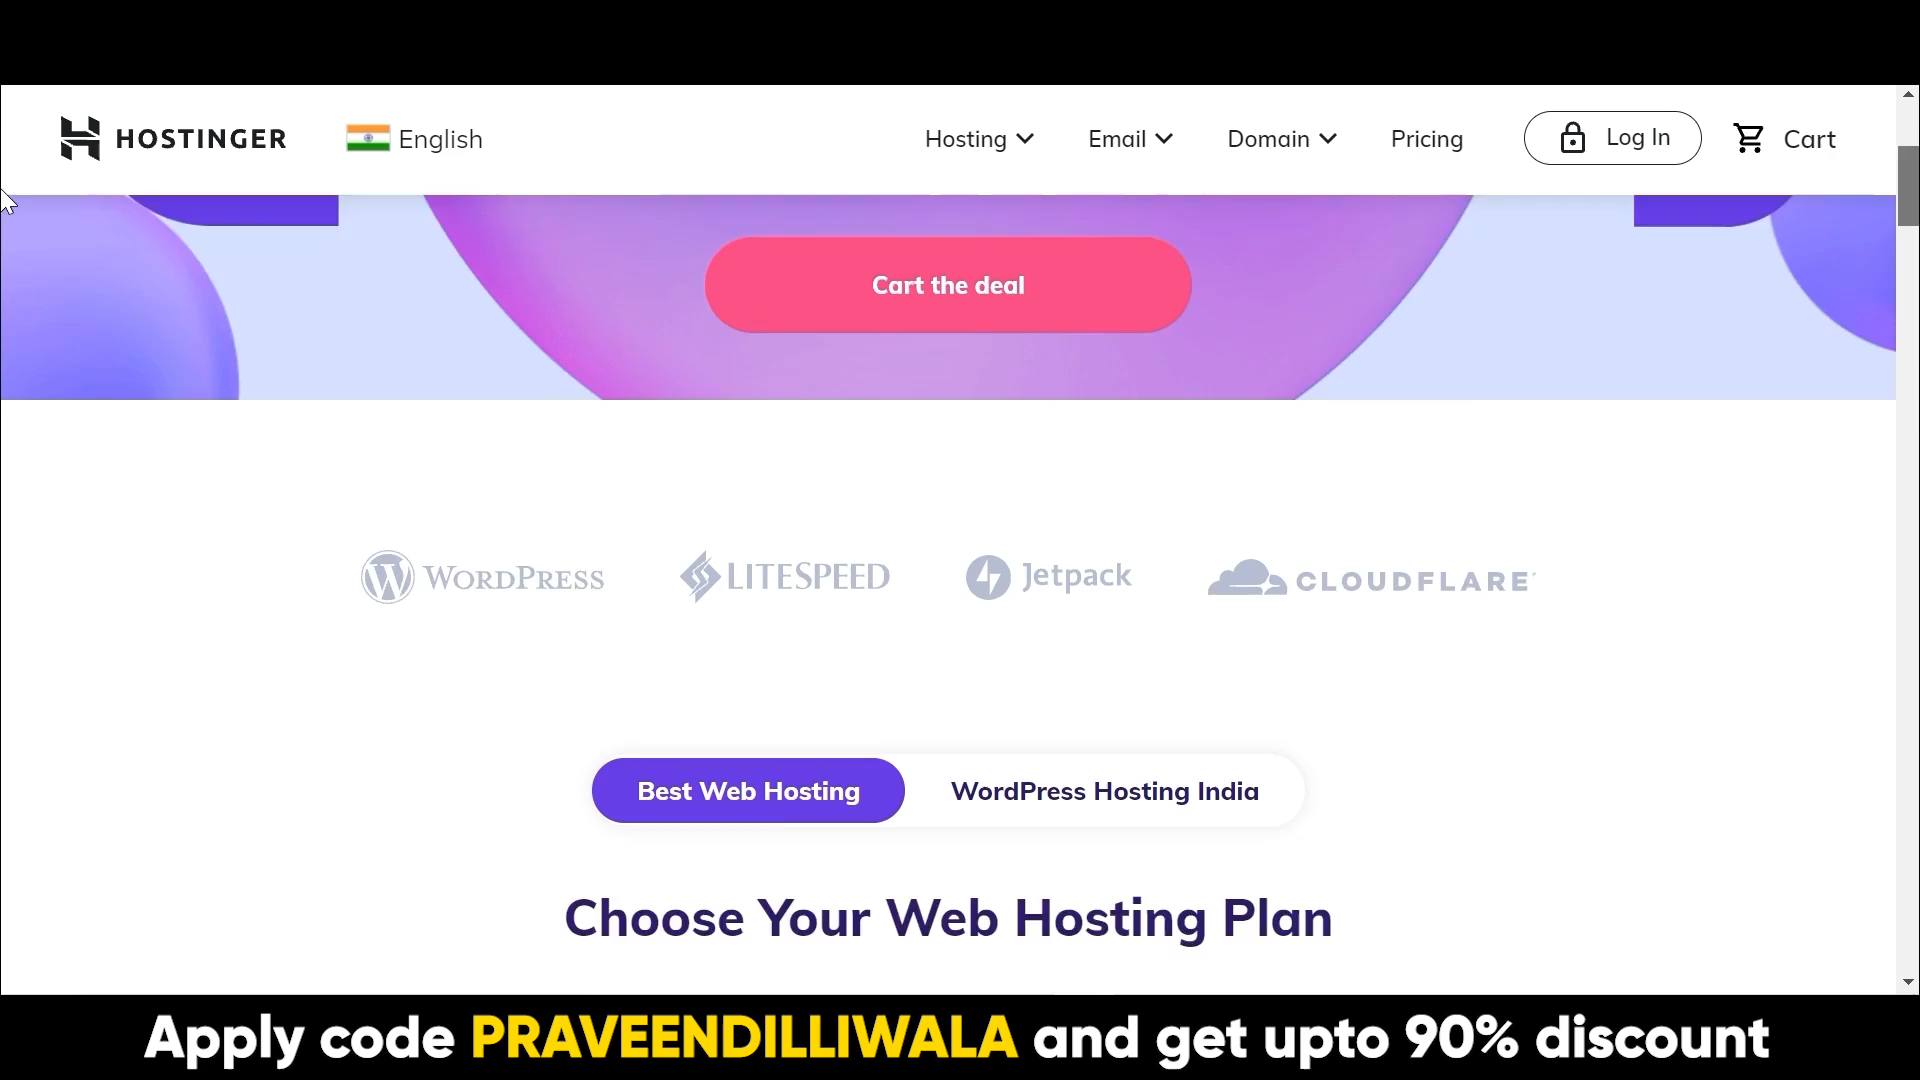 HOSTINGER English Hosting Email Domain Pricing Log In Cart
Cart the deal
WORDPRESS LITESPEED Jetpack CLOUDFLARE
Best Web Hosting WordPress Hosting India
Choose Your Web Hosting Plan
Apply code PRAVEENDILLIWALA and get upto 90% discount